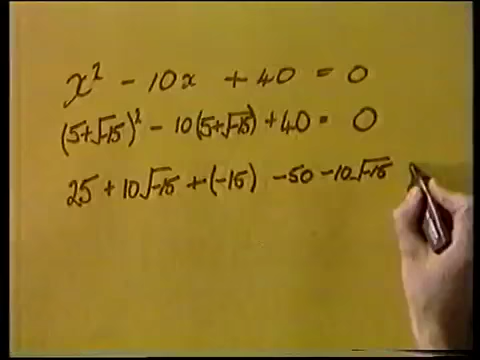 x² - 10x + 40 = 0
(5+√-15)² - 10(5+√-15) + 40 = 0
25 + 10√-15 + (-15) - 50 - 10√-15